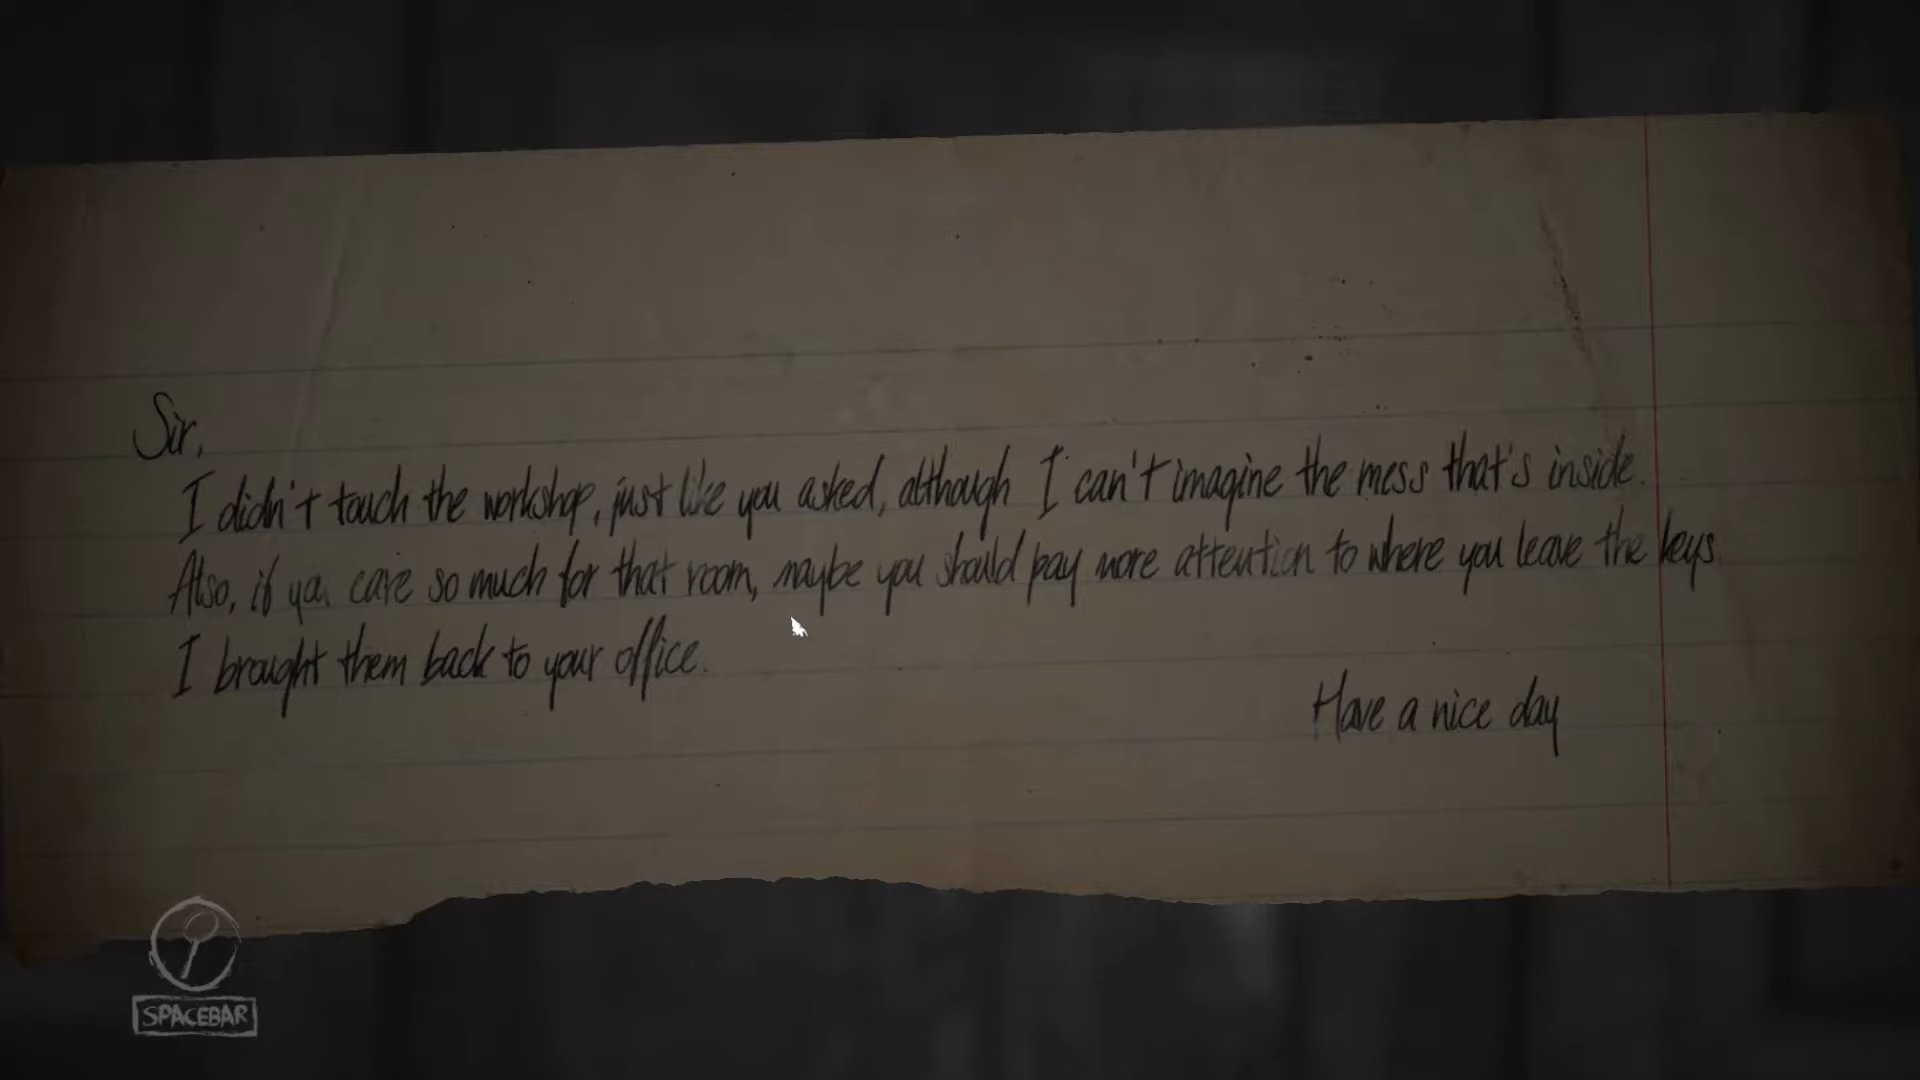 Sir,
I didn't touch the workshop, just like you asked, although I can't imagine the mess that's inside.
Also, if you care so much for that room, maybe you should pay more attention to where you leave the keys
I brought them back to your office.
Have a nice day
SPACEBAR